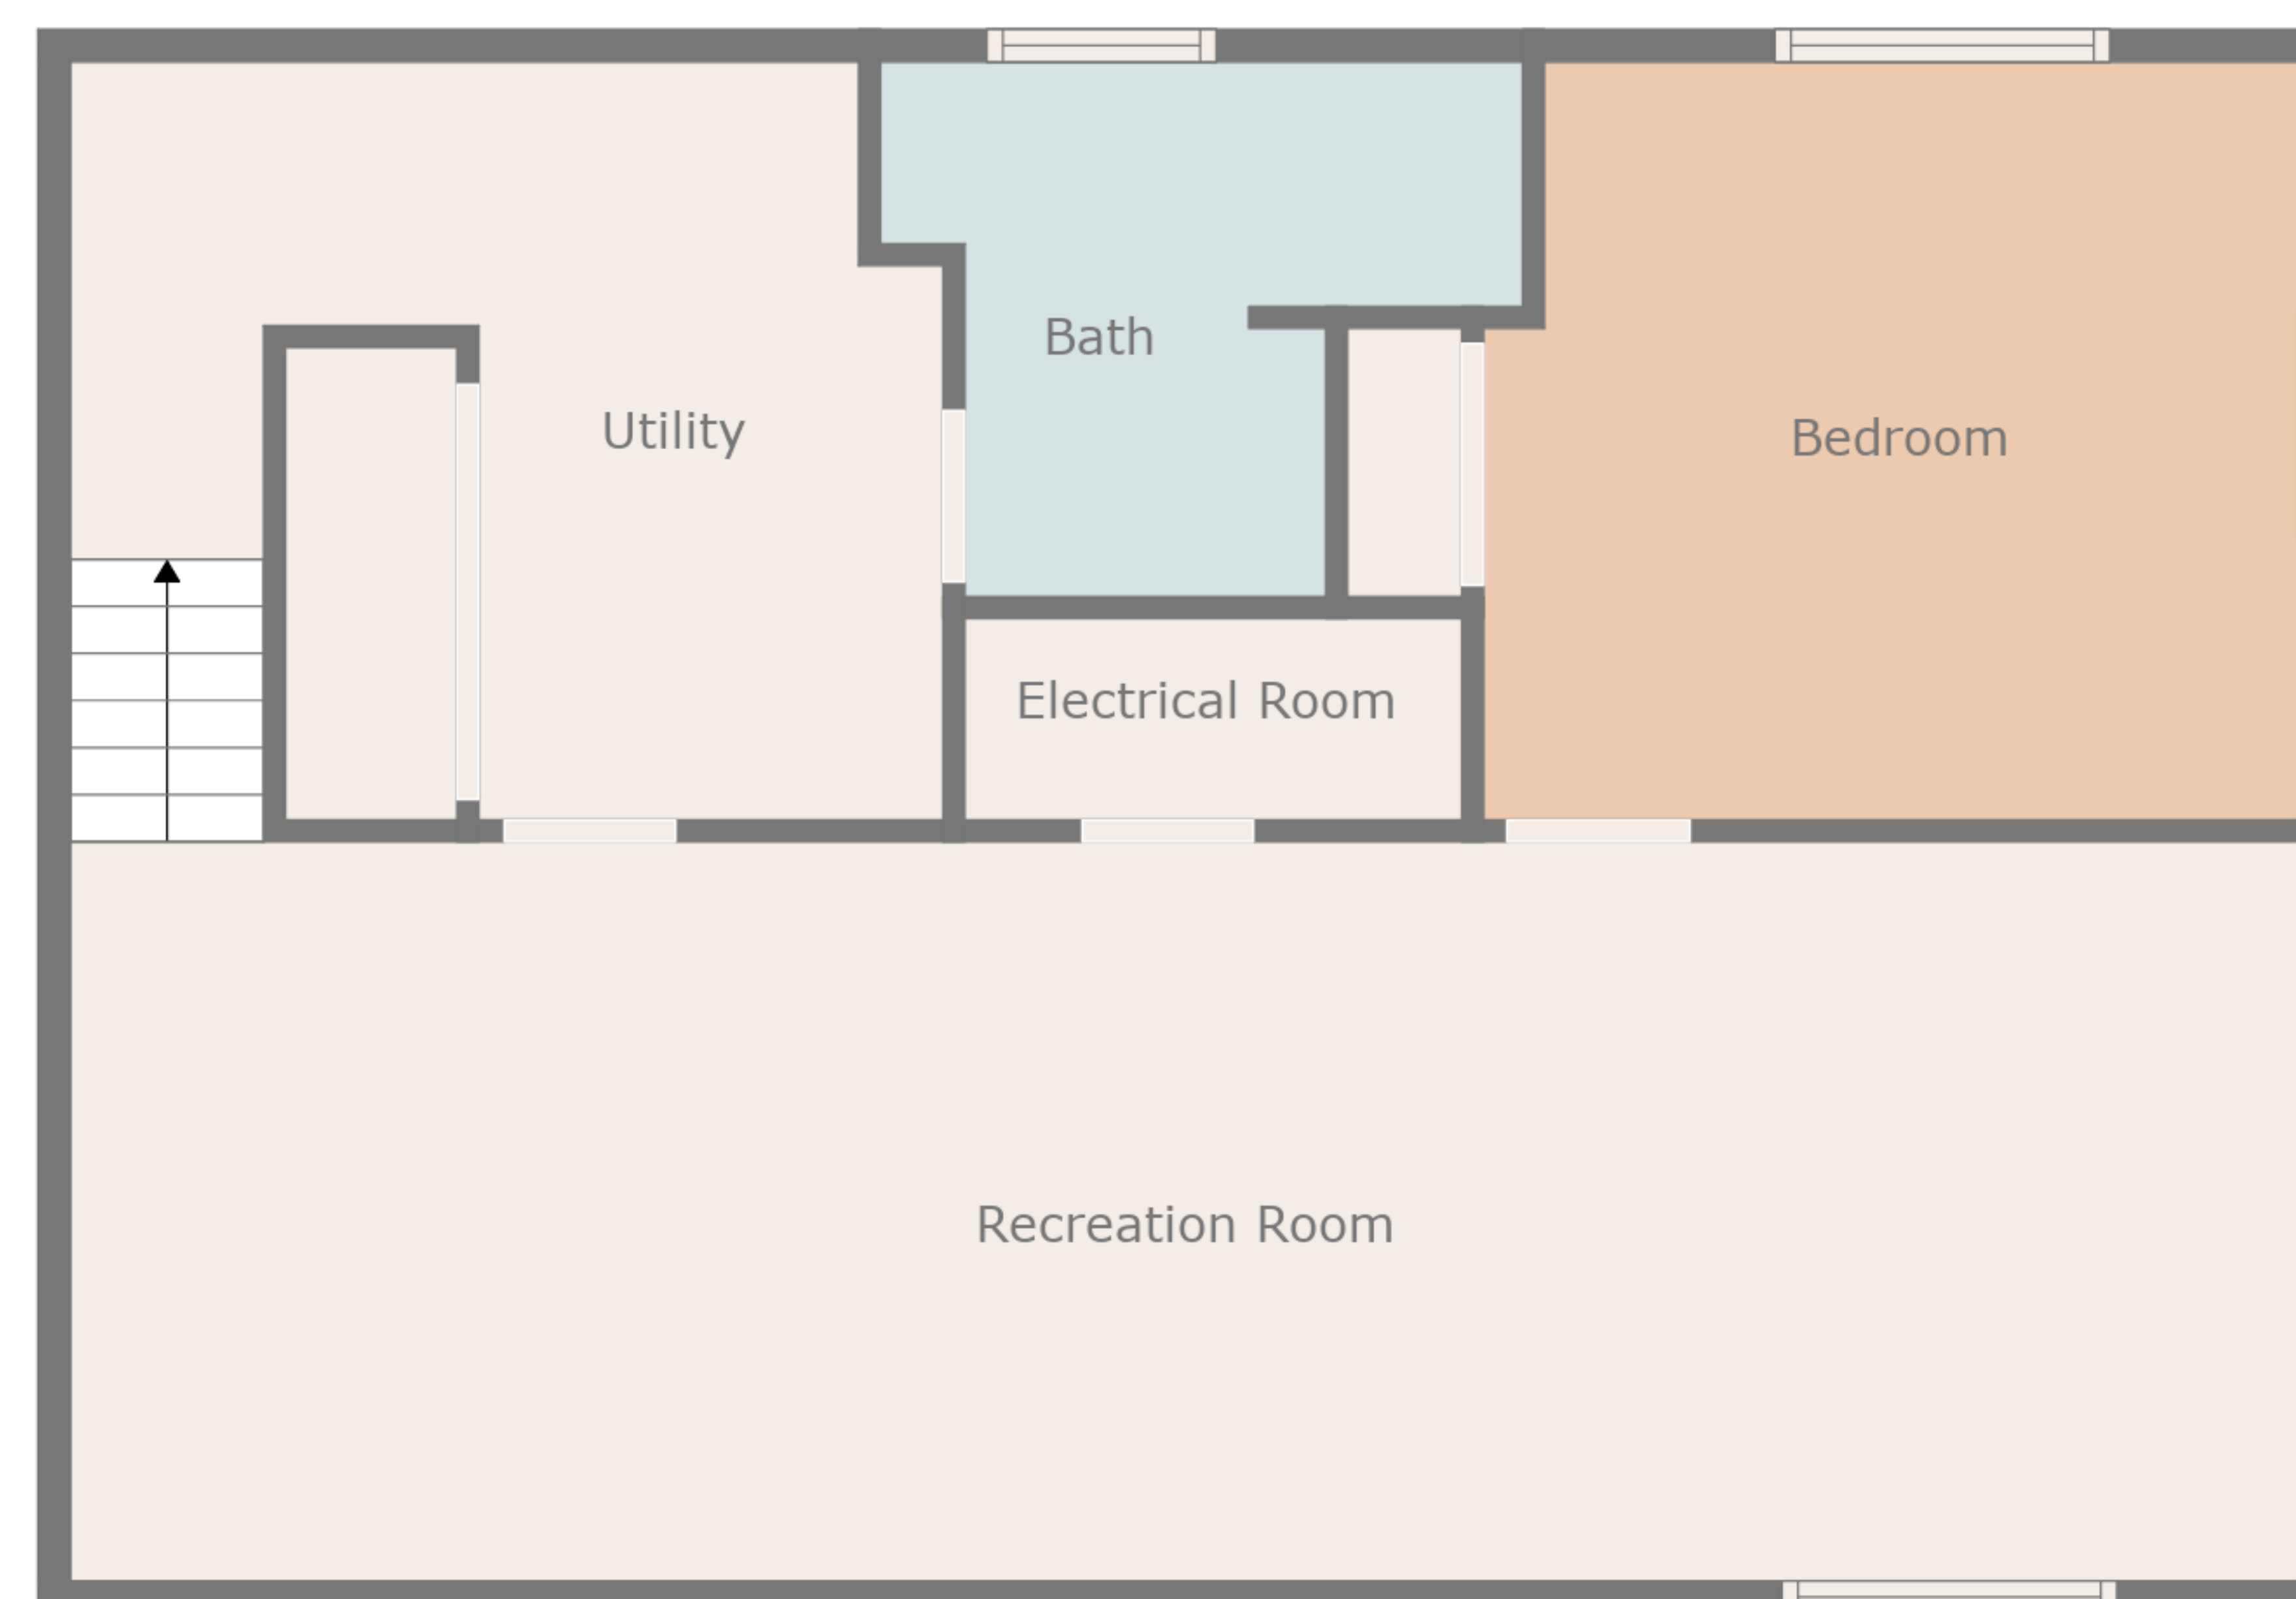 Bath
Utility
Bedroom
Electrical Room
Recreation Room